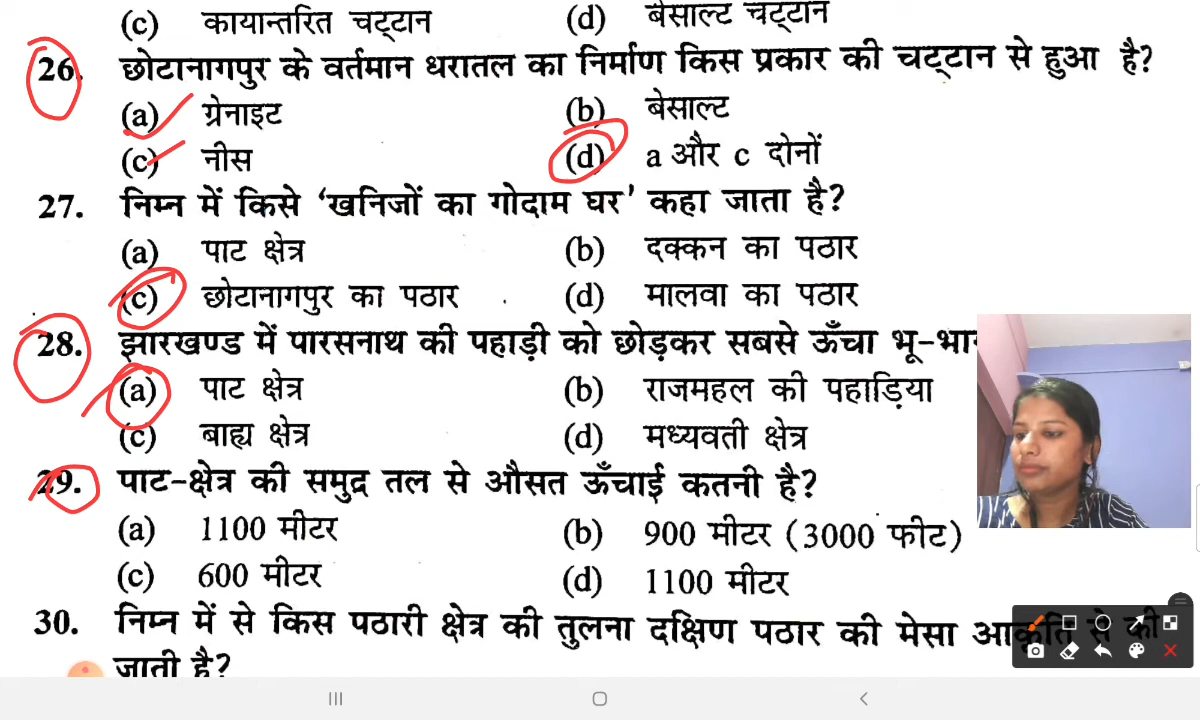 (c) कायान्तरित चट्टान (d) बेसाल्ट चट्टान
26. छोटानागपुर के वर्तमान धरातल का निर्माण किस प्रकार की चट्टान से हुआ है?
(a) ग्रेनाइट (b) बेसाल्ट
(c) नीस (d) a और c दोनों
27. निम्न में किसे ‘खनिजों का गोदाम घर’ कहा जाता है?
(a) पाट क्षेत्र (b) दक्कन का पठार
(c) छोटानागपुर का पठार (d) मालवा का पठार
28. झारखण्ड में पारसनाथ की पहाड़ी को छोड़कर सबसे ऊँचा
(a) पाट क्षेत्र (b) राजमहल की पहाड़िया
(c) बाह्य क्षेत्र (d) मध्यवती क्षेत्र
29. पाट-क्षेत्र की समुद्र तल से औसत ऊँचाई कतनी है?
(a) 1100 मीटर (b) 900 मीटर (3000 फीट)
(c) 600 मीटर (d) 1100 मीटर
30. निम्न में से किस पठारी क्षेत्र की तुलना दक्षिण पठार की मेसा आकृति से की
जाती है?